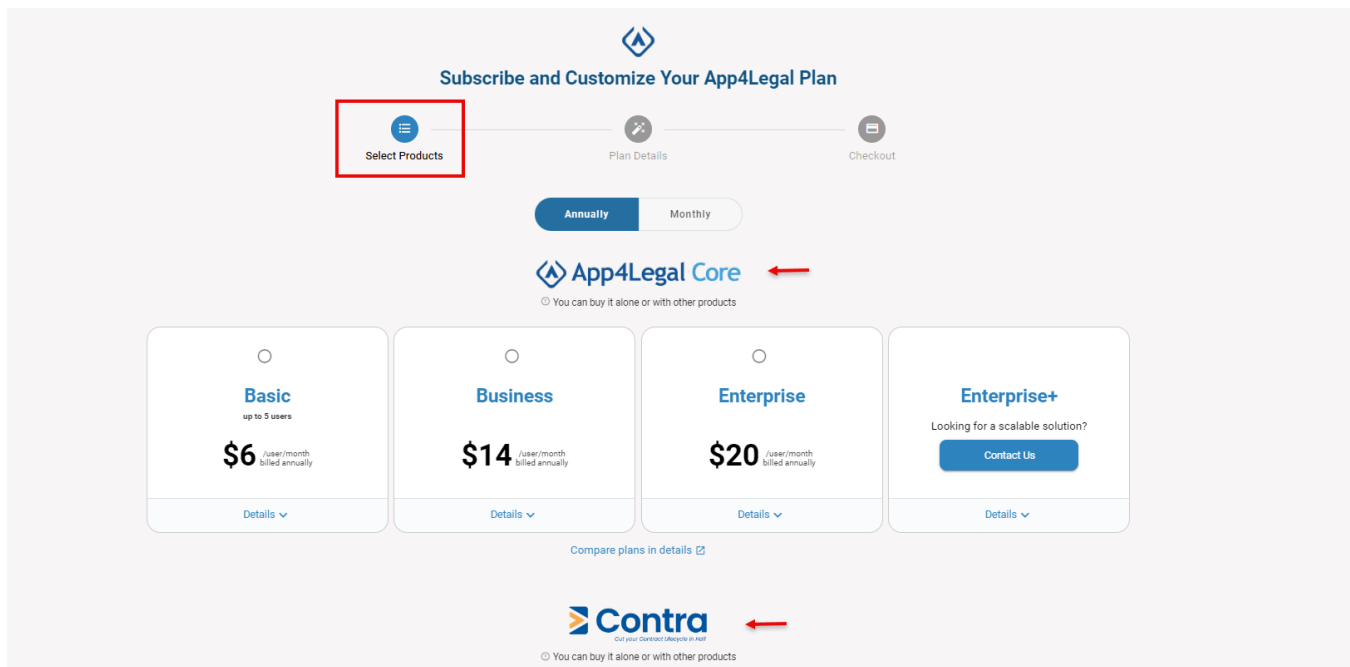 Subscribe and Customize Your App4Legal Plan
Select Products
Plan Details
Checkout
Annually
Monthly
App4Legal Core
You can buy it alone or with other products
Basic
up to 5 users
$6 /user/month
billed annually
Details
Business
$14 /user/month
billed annually
Details
Enterprise
$20 /user/month
billed annually
Details
Enterprise+
Looking for a scalable solution?
Contact Us
Details
Compare plans in details
Contra
Cut your Contract Lifecycle in Half
You can buy it alone or with other products